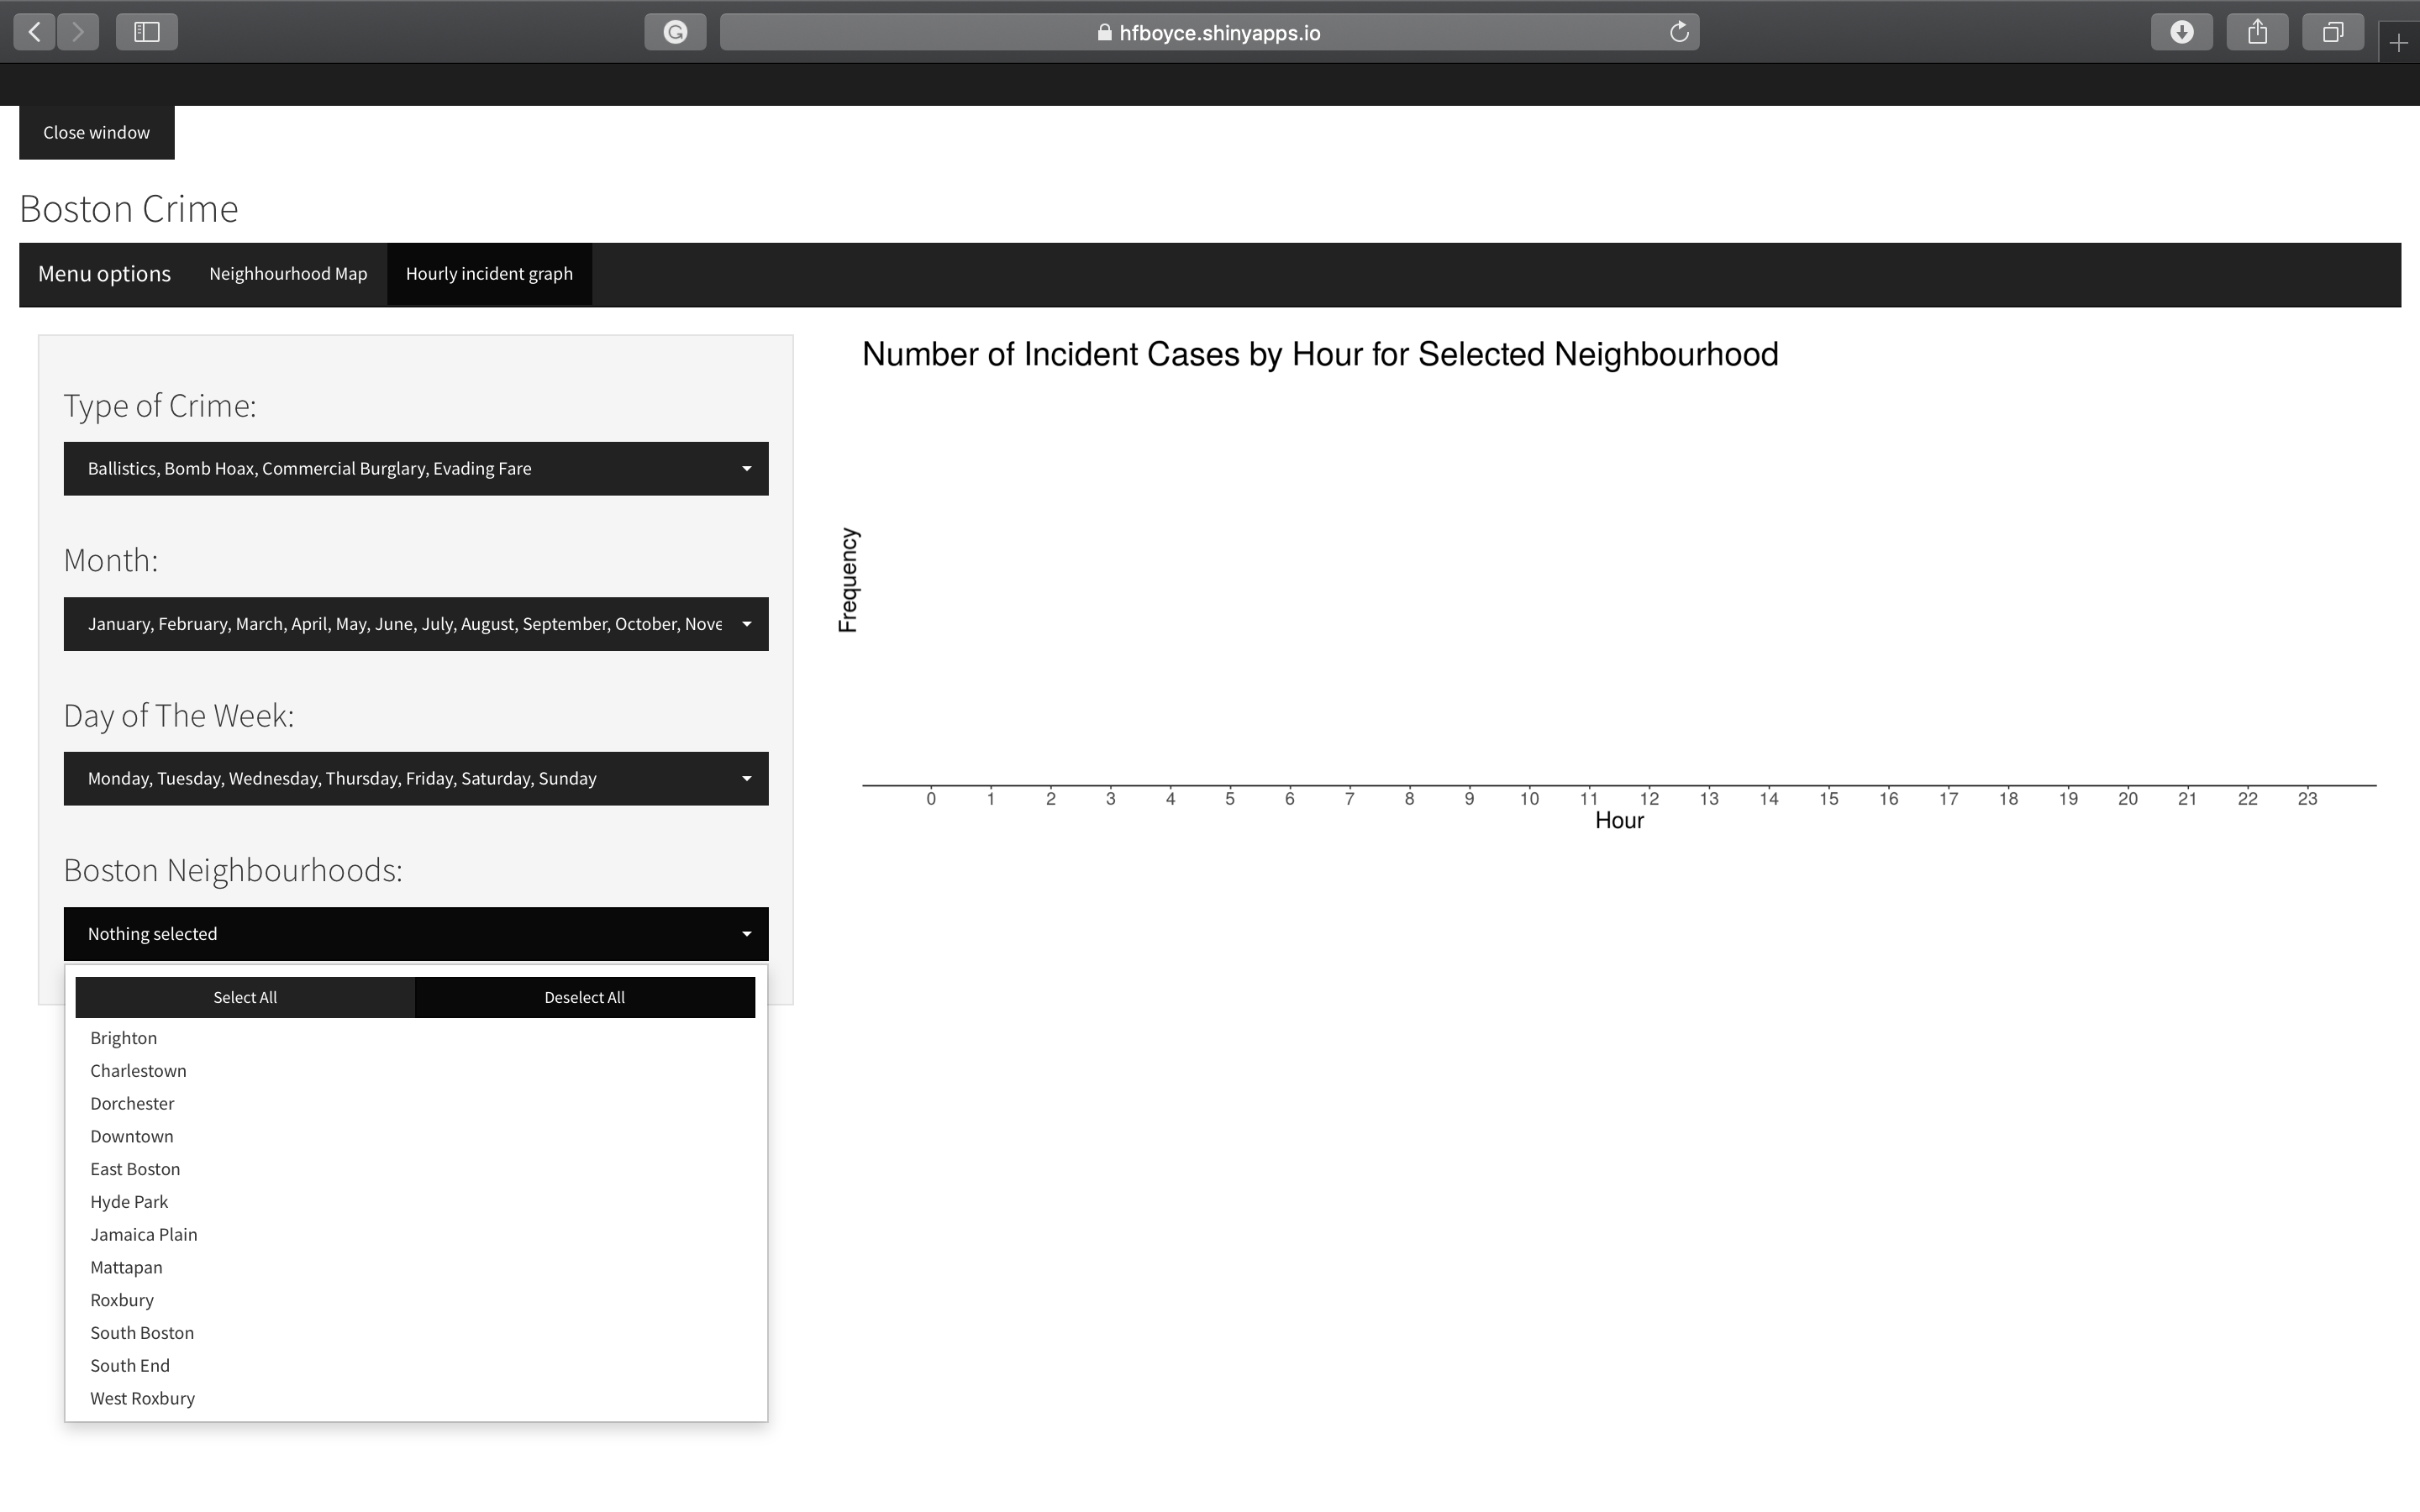 hfboyce.shinyapps.io
Close window
Boston Crime
Menu options Neighhourhood Map Hourly incident graph
Type of Crime:
Ballistics, Bomb Hoax, Commercial Burglary, Evading Fare
Month:
January, February, March, April, May, June, July, August, September, October, Nove
Day of The Week:
Monday, Tuesday, Wednesday, Thursday, Friday, Saturday, Sunday
Boston Neighbourhoods:
Nothing selected
Select All Deselect All
Brighton
Charlestown
Dorchester
Downtown
East Boston
Hyde Park
Jamaica Plain
Mattapan
Roxbury
South Boston
South End
West Roxbury
Number of Incident Cases by Hour for Selected Neighbourhood
Frequency
0 1 2 3 4 5 6 7 8 9 10 11 12 13 14 15 16 17 18 19 20 21 22 23
Hour